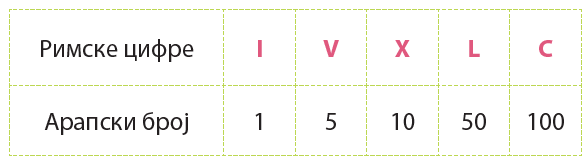 Римске цифре I V X L C
Арапски број 1 5 10 50 100